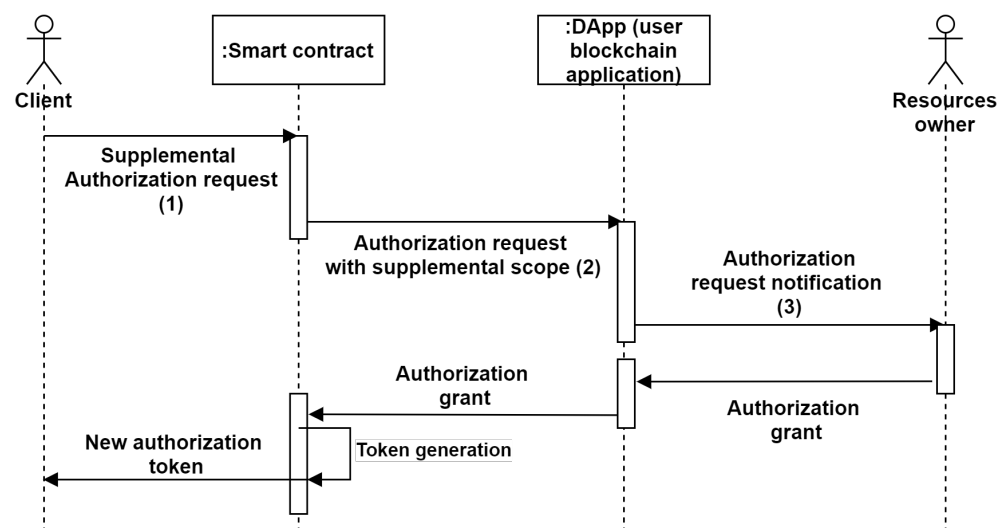 :Smart contract
:DApp (user
blockchain
application)
Client
Resources
owner
Supplemental
Authorization request
(1)
Authorization request
with supplemental scope (2)
Authorization
request notification
(3)
Authorization
grant
Authorization
grant
New authorization
token
Token generation